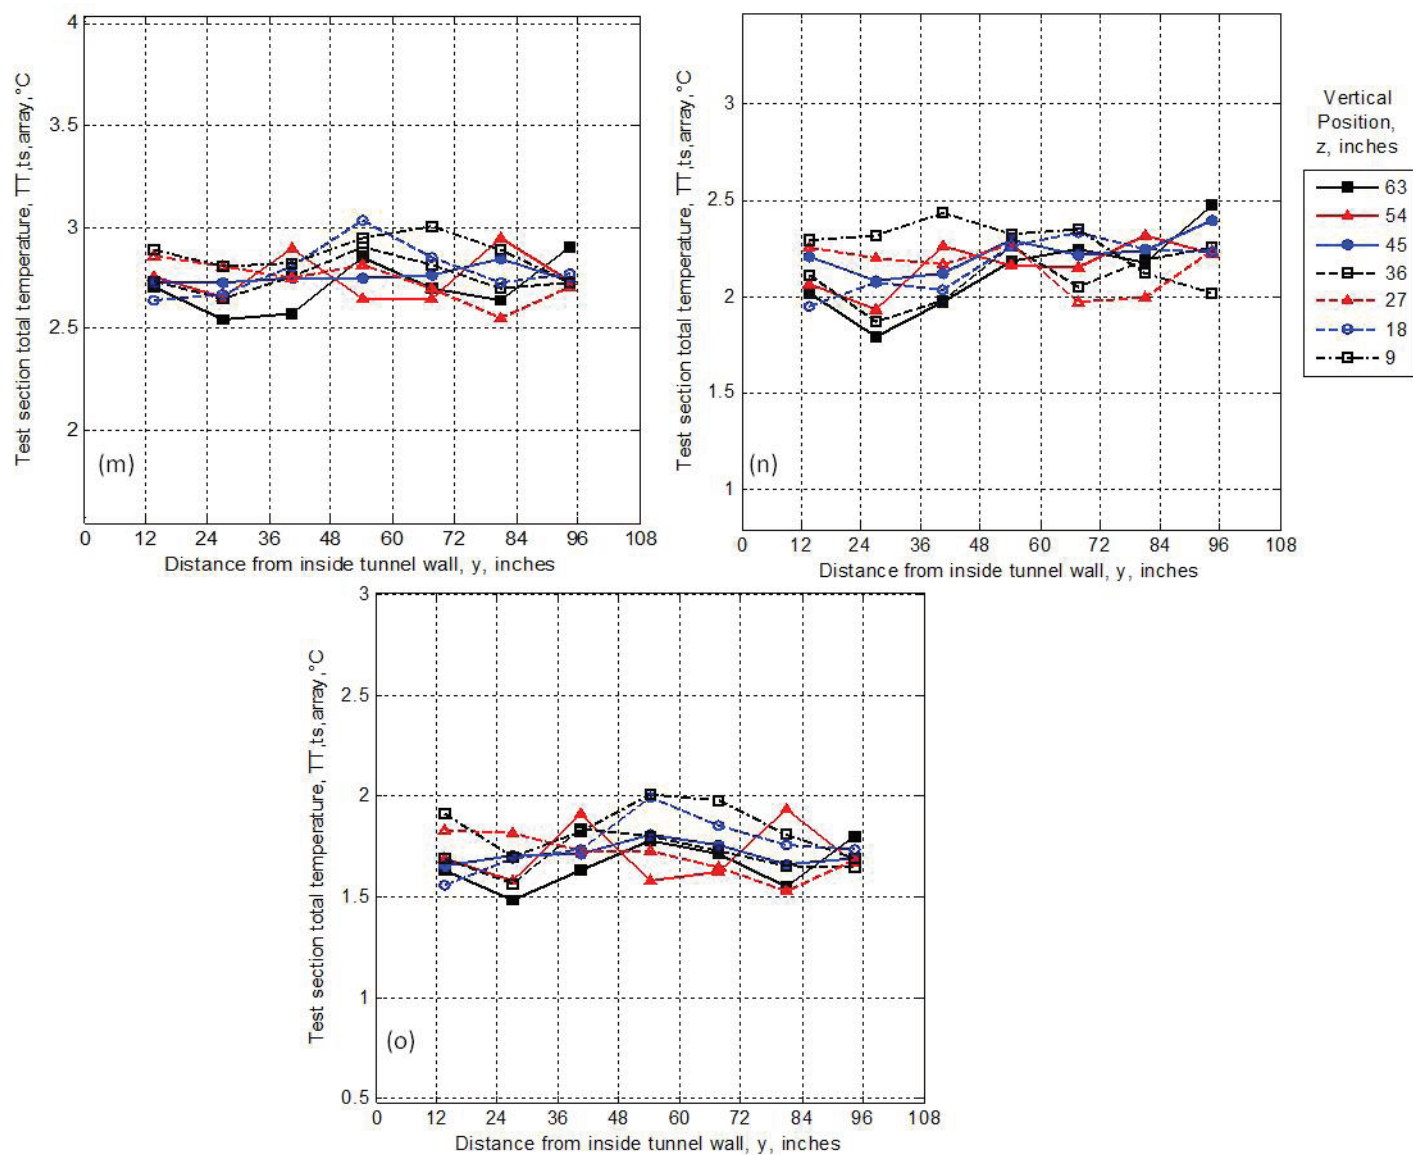 Test section total temperature, TT,ts,array,°C
4
3.5
3
2.5
2
(m)
0 12 24 36 48 60 72 84 96 108
Distance from inside tunnel wall, y, inches
Test section total temperature, TT,ts,array,°C
3
2.5
2
1.5
1
(n)
0 12 24 36 48 60 72 84 96 108
Distance from inside tunnel wall, y, inches
Vertical
Position,
z, inches
63
54
45
36
27
18
9
Test section total temperature, TT,ts,array,°C
3
2.5
2
1.5
1
0.5
(o)
0 12 24 36 48 60 72 84 96 108
Distance from inside tunnel wall, y, inches